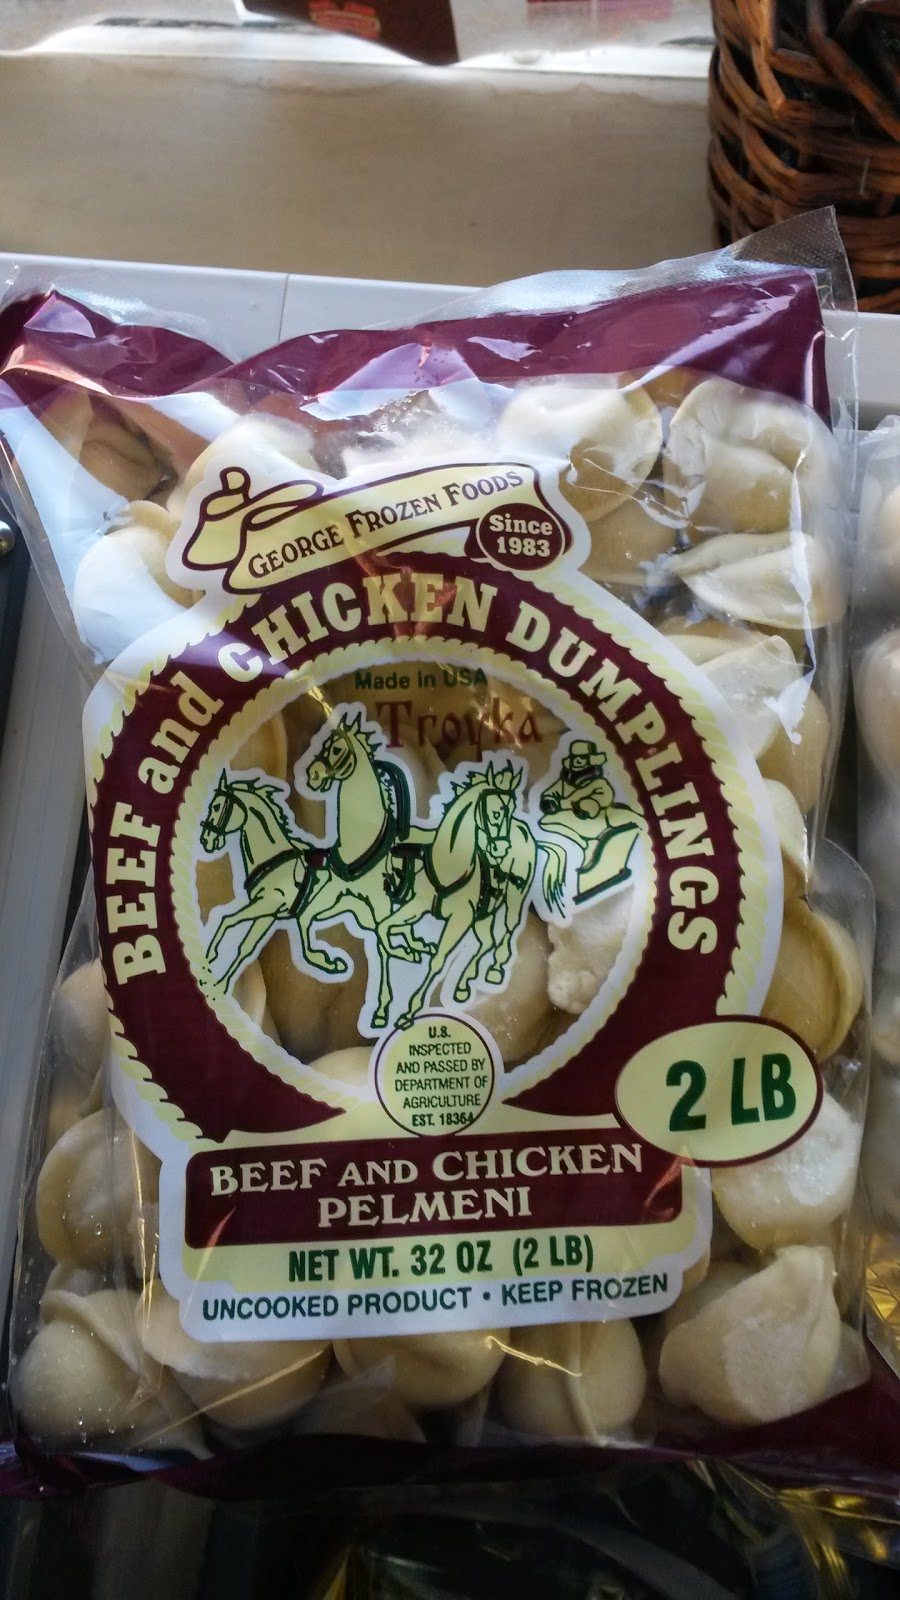 GEORGE FROZEN FOODS
Since
1983
BEEF and CHICKEN DUMPLINGS
Made in USA
Troyka
U.S.
INSPECTED
AND PASSED BY
DEPARTMENT OF
AGRICULTURE
EST. 18364
2 LB
BEEF AND CHICKEN
PELMENI
NET WT. 32 OZ (2 LB)
UNCOOKED PRODUCT • KEEP FROZEN